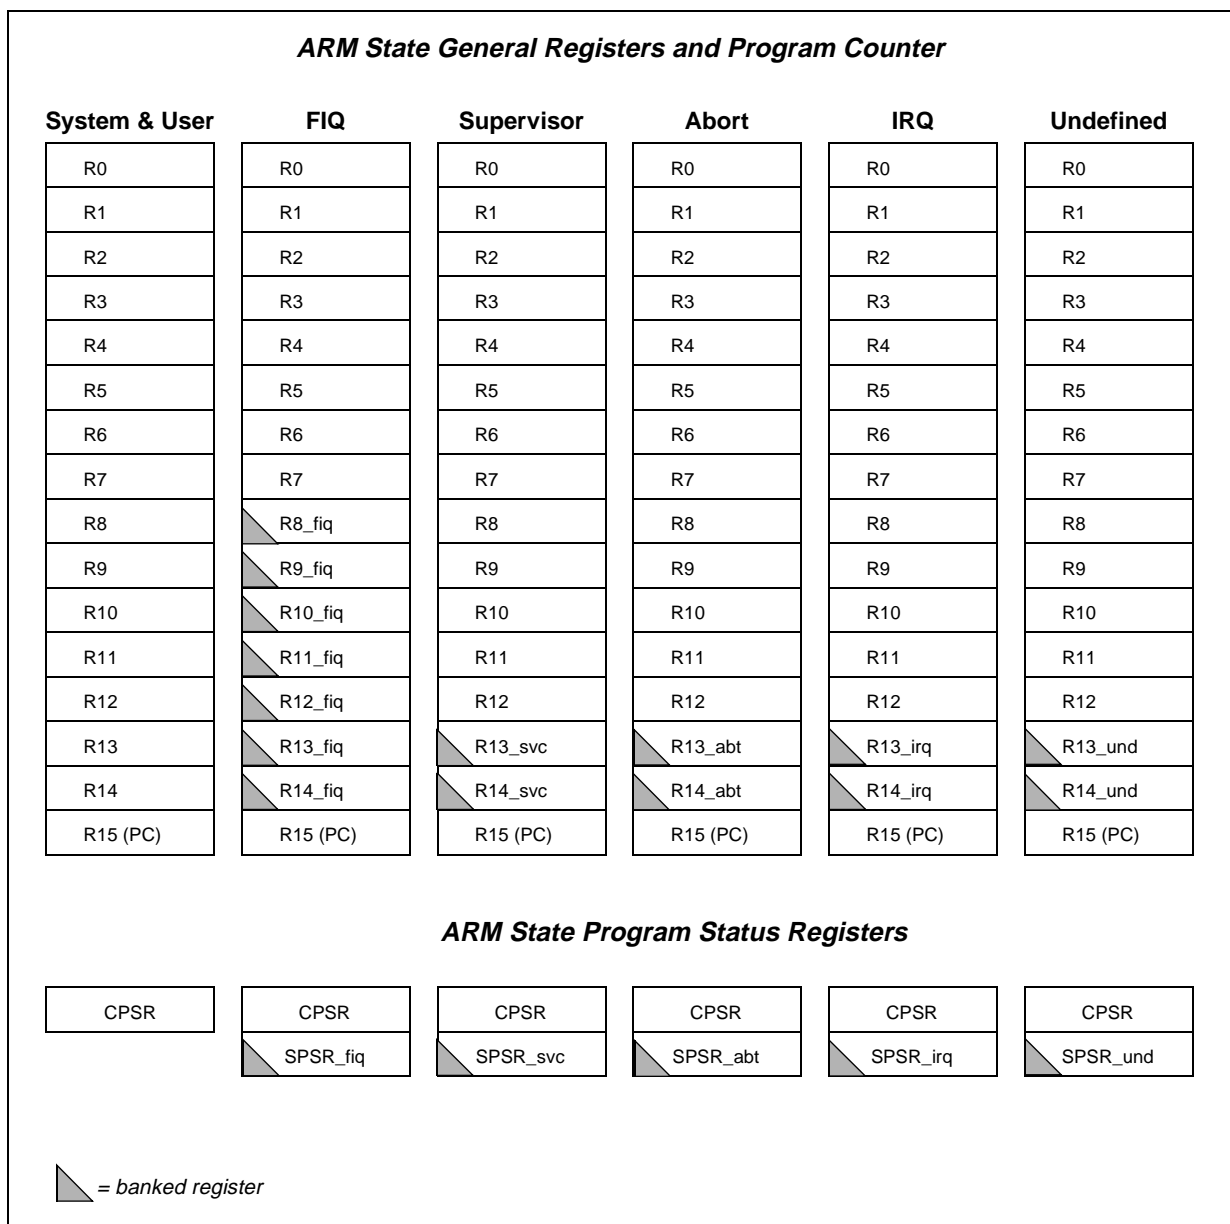 ARM State General Registers and Program Counter
System & User FIQ Supervisor Abort IRQ Undefined
R0 R0 R0 R0 R0 R0
R1 R1 R1 R1 R1 R1
R2 R2 R2 R2 R2 R2
R3 R3 R3 R3 R3 R3
R4 R4 R4 R4 R4 R4
R5 R5 R5 R5 R5 R5
R6 R6 R6 R6 R6 R6
R7 R7 R7 R7 R7 R7
R8 R8_fiq R8 R8 R8 R8
R9 R9_fiq R9 R9 R9 R9
R10 R10_fiq R10 R10 R10 R10
R11 R11_fiq R11 R11 R11 R11
R12 R12_fiq R12 R12 R12 R12
R13 R13_fiq R13_svc R13_abt R13_irq R13_und
R14 R14_fiq R14_svc R14_abt R14_irq R14_und
R15 (PC) R15 (PC) R15 (PC) R15 (PC) R15 (PC) R15 (PC)
ARM State Program Status Registers
CPSR CPSR CPSR CPSR CPSR CPSR
SPSR_fiq SPSR_svc SPSR_abt SPSR_irq SPSR_und
= banked register